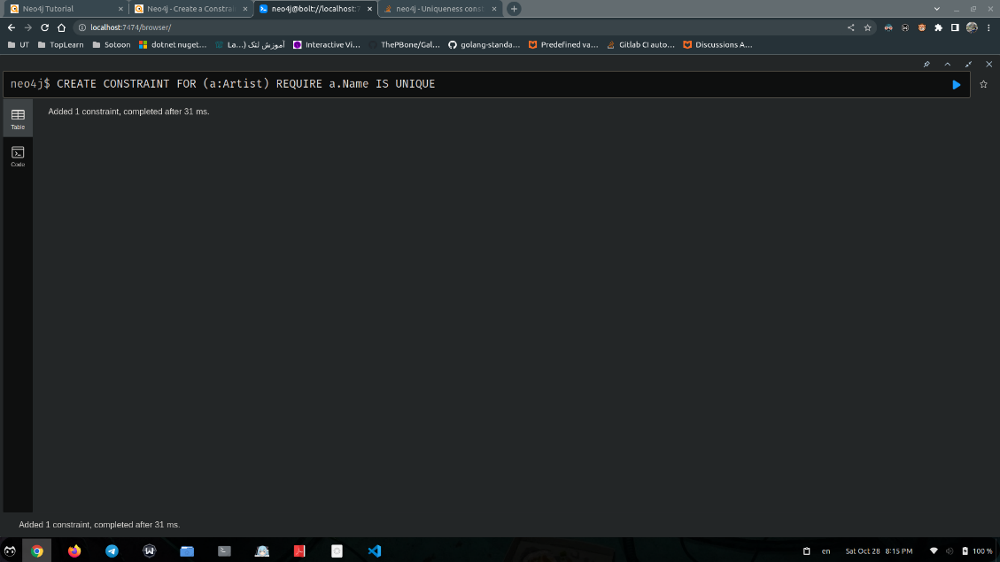 Neo4j Tutorial
Neo4j - Create a Constrai
neo4j@bolt://localhost:7
neo4j - Uniqueness const
localhost:7474/browser/
UT TopLearn Sotoon dotnet nuget... آموزش لتک (La... Interactive Vi... ThePBone/Gal... golang-standa... Predefined va... Gitlab CI auto... Discussions A...
neo4j$ CREATE CONSTRAINT FOR (a:Artist) REQUIRE a.Name IS UNIQUE
Table
Added 1 constraint, completed after 31 ms.
Code
Added 1 constraint, completed after 31 ms.
en Sat Oct 28 8:15 PM 100 %